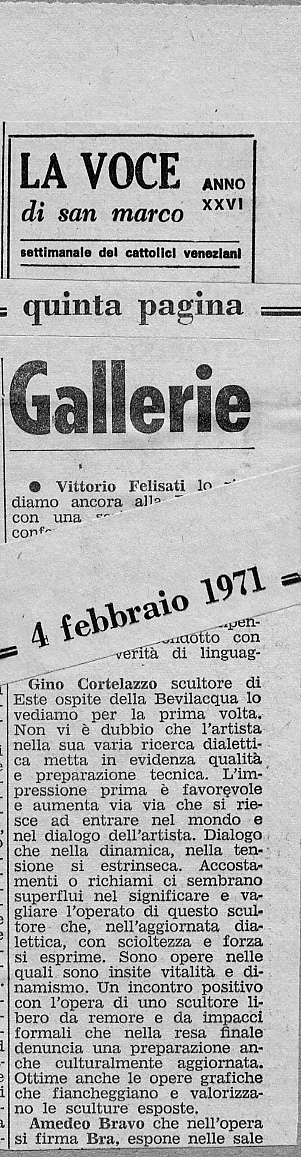 LA VOCE
di san marco
ANNO
XXVI
settimanale dei cattolici veneziani
quinta pagina
Gallerie
● Vittorio Felisati lo
diamo ancora
con una
4 febbraio 1971
verità di linguag-
Gino Cortelazzo scultore di
Este ospite della Bevilacqua lo
vediamo per la prima volta.
Non vi è dubbio che l'artista
nella sua varia ricerca dialetti-
ca metta in evidenza qualità
e preparazione tecnica. L'im-
pressione prima è favorevole
e aumenta via via che si rie-
sce ad entrare nel mondo e
nel dialogo dell'artista. Dialogo
che nella dinamica, nella ten-
sione si estrinseca. Accosta-
menti o richiami ci sembrano
superflui nel significare e va-
gliare l'operato di questo scul-
tore che, nell'aggiornata dia-
lettica, con scioltezza e forza
si esprime. Sono opere nelle
quali sono insite vitalità e di-
namismo. Un incontro positivo
con l'opera di uno scultore li-
bero da remore e da impacci
formali che nella resa finale
denuncia una preparazione an-
che culturalmente aggiornata.
Ottime anche le opere grafiche
che fiancheggiano e valorizza-
no le sculture esposte.
Amedeo Bravo che nell'opera
si firma Bra, espone nelle sale